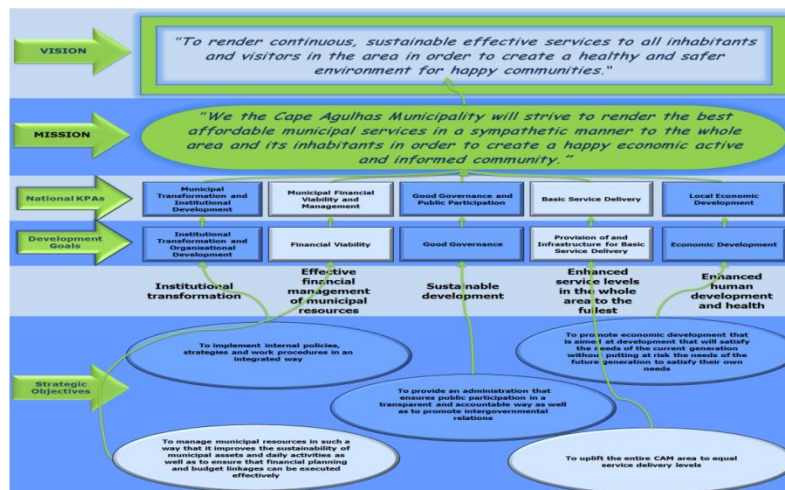 VISION
"To render continuous, sustainable effective services to all inhabitants
and visitors in the area in order to create a healthy and safer
environment for happy communities."
MISSION
"We the Cape Agulhas Municipality will strive to render the best
affordable municipal services in a sympathetic manner to the whole
area and its inhabitants in order to create a happy economic active
and informed community."
National KPAs
Municipal
Transformation and
Institutional
Development
Municipal Financial
Viability and
Management
Good Governance and
Public Participation
Basic Service Delivery
Local Economic
Development
Development
Goals
Institutional
Transformation and
Organisational
Development
Financial Viability
Good Governance
Provision of and
Infrastructure for Basic
Service Delivery
Economic Development
Institutional
transformation
Effective
financial
management
of municipal
resources
Sustainable
development
Enhanced
service levels
in the whole
area to the
fullest
Enhanced
human
development
and health
Strategic
Objectives
To implement internal policies,
strategies and work procedures in an
integrated way
To promote economic development that
is aimed at development that will satisfy
the needs of the current generation
without putting at risk the needs of the
future generation to satisfy their own
needs
To provide an administration that
ensures public participation in a
transparent and accountable way as well
as to promote intergovernmental
relations
To manage municipal resources in such a
way that it improves the sustainability of
municipal assets and daily activities as
well as to ensure that financial planning
and budget linkages can be executed
effectively
To uplift the entire CAM area to equal
service delivery levels